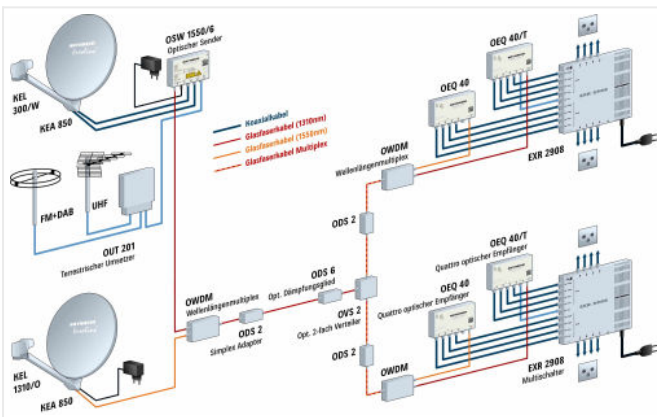 OSW 1550/6
Optischer Sender
KEL
300/W
KEA 850
FM+DAB
UHF
OUT 201
Terrestrischer Umsetzer
KEL
1310/O
KEA 850
Koaxialkabel
Glasfaserkabel (1310nm)
Glasfaserkabel (1550nm)
Glasfaserkabel Multiplex
OWDM
Wellenlängenmultiplex
ODS 2
Simplex Adapter
ODS 6
Opt. Dämpfungsglied
OVS 2
Opt. 2-fach Verteiler
ODS 2
ODS 2
OWDM
Wellenlängenmultiplex
OEQ 40
OEQ 40/T
EXR 2908
OWDM
OEQ 40
Quattro optischer Empfänger
OEQ 40/T
Quattro optischer Empfänger
EXR 2908
Multischalter